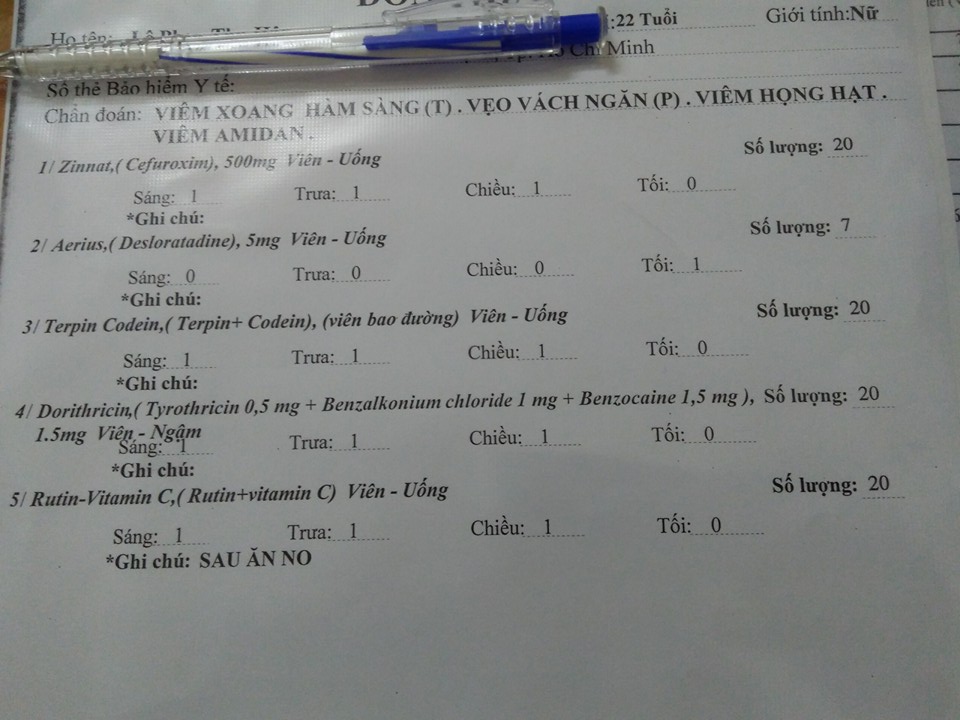 :22 Tuổi Giới tính:Nữ
Họ tên:
Chí Minh
Số thẻ Bảo hiểm Y tế:
Chẩn đoán: VIÊM XOANG HÀM SÀNG (T) . VẸO VÁCH NGĂN (P) . VIÊM HỌNG HẠT .
VIÊM AMIDAN .
1/ Zinnat,( Cefuroxim), 500mg Viên - Uống Số lượng: 20
Sáng: 1 Trưa: 1 Chiều: 1 Tối: 0
*Ghi chú:
2/ Aerius,( Desloratadine), 5mg Viên - Uống Số lượng: 7
Sáng: 0 Trưa: 0 Chiều: 0 Tối: 1
*Ghi chú:
3/ Terpin Codein,( Terpin+ Codein), (viên bao đường) Viên - Uống Số lượng: 20
Sáng: 1 Trưa: 1 Chiều: 1 Tối: 0
*Ghi chú:
4/ Dorithricin,( Tyrothricin 0,5 mg + Benzalkonium chloride 1 mg + Benzocaine 1,5 mg ), Số lượng: 20
1.5mg Viên - Ngậm
Sáng: 1 Trưa: 1 Chiều: 1 Tối: 0
*Ghi chú:
5/ Rutin-Vitamin C,( Rutin+vitamin C) Viên - Uống Số lượng: 20
Sáng: 1 Trưa: 1 Chiều: 1 Tối: 0
*Ghi chú: SAU ĂN NO